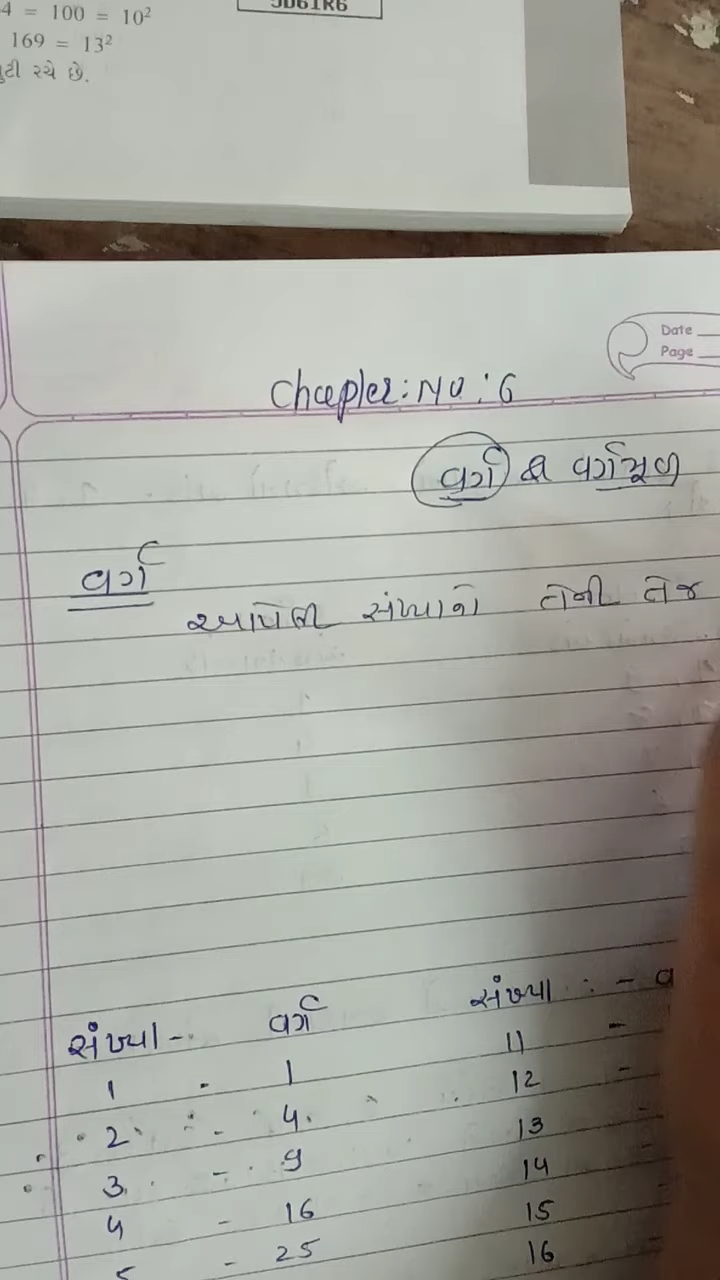 4 = 100 = 10²
169 = 13²
રચે છે.
Date
Page
Chapter: NO : 6
વર્ગ & વર્ગમૂળ
વર્ગ
આપેલી સંખ્યાને તેની તેજ
સંખ્યા - વર્ગ
1 - 1
2 - 4
3 - 9
4 - 16
5 - 25
સંખ્યા : -
11 -
12 -
13 -
14 -
15 -
16 -